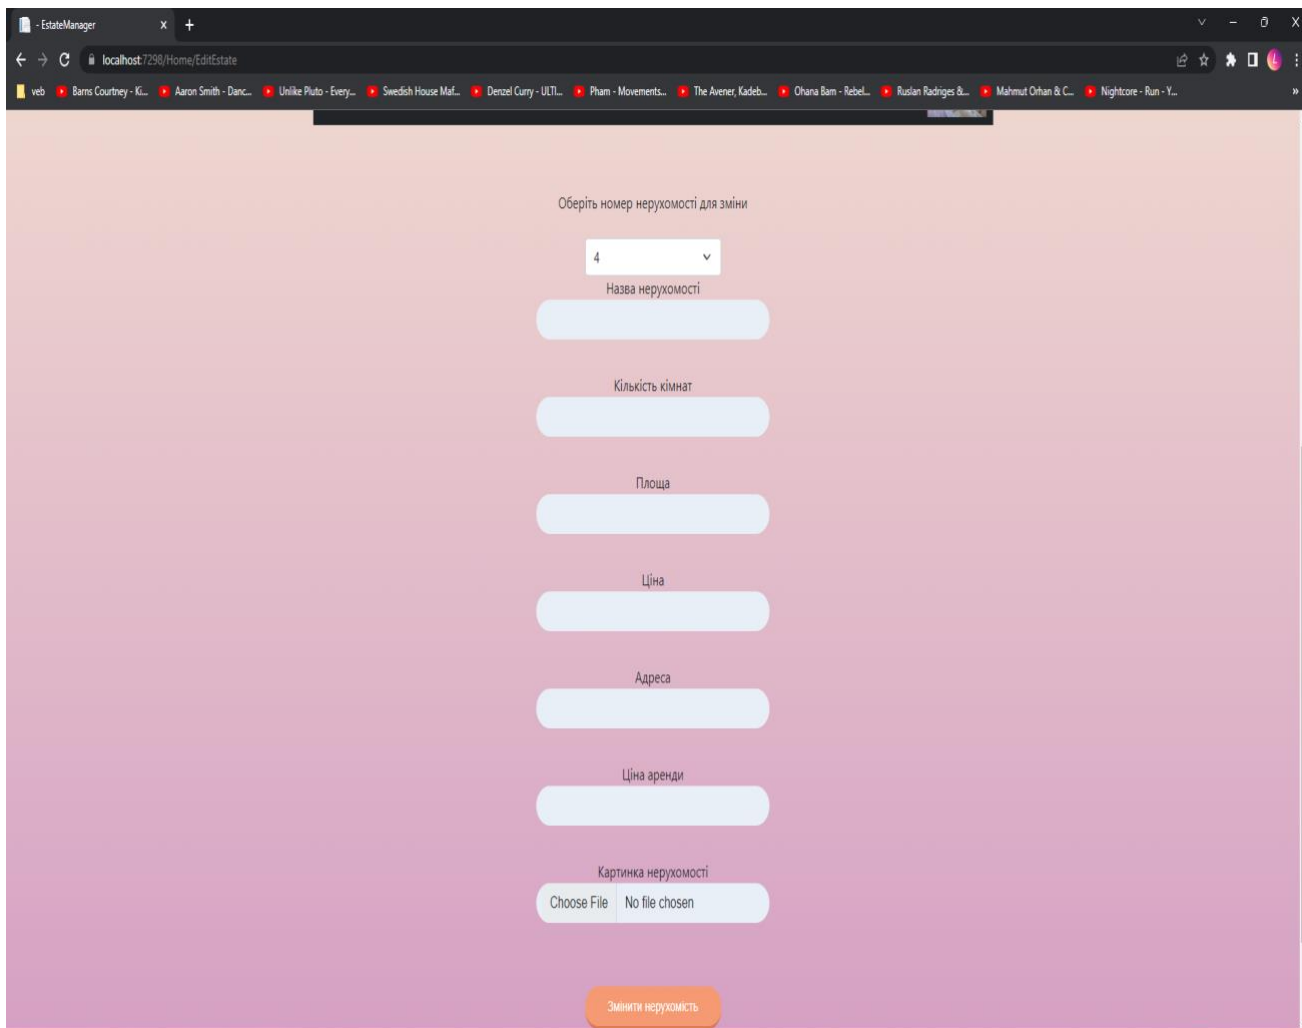 - EstateManager
localhost:7298/Home/EditEstate
veb Barns Courtney - Ki... Aaron Smith - Danc... Unlike Pluto - Every... Swedish House Maf... Denzel Curry - ULTI... Pham - Movements... The Avener, Kadeb... Ohana Bam - Rebel... Ruslan Radriges &... Mahmut Orhan & C... Nightcore - Run - Y... »
Оберіть номер нерухомості для зміни
4
Назва нерухомості
Кількість кімнат
Площа
Ціна
Адреса
Ціна аренди
Картинка нерухомості
Choose File No file chosen
Змінити нерухомість